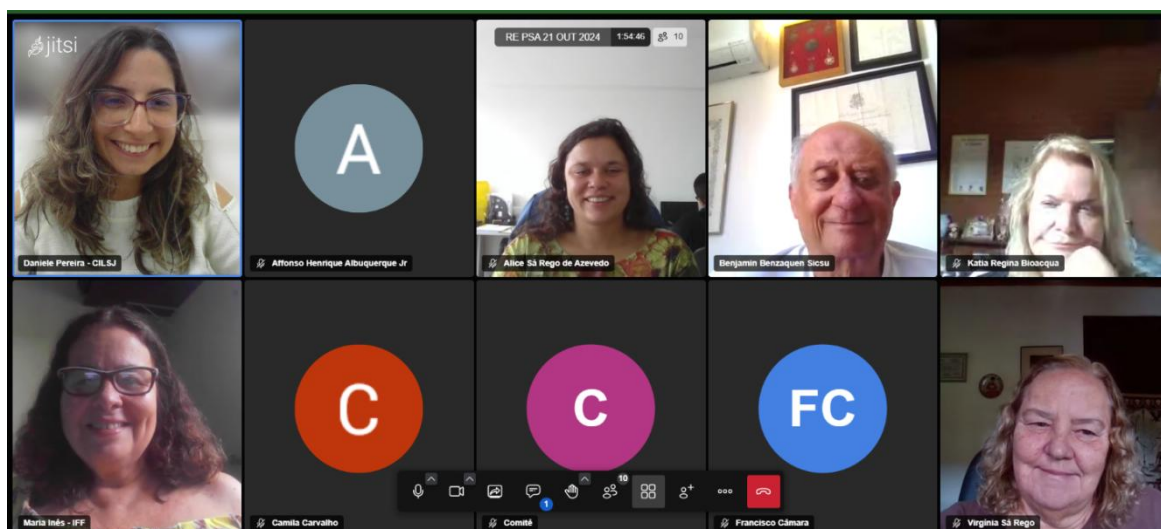 jitsi
RE PSA 21 OUT 2024 1:54:46 10
A
Daniele Pereira - CILSJ
Affonso Henrique Albuquerque Jr
Alice Sá Rego de Azevedo
Benjamin Benzaquen Sicsu
Katia Regina Bioacqua
C
C
FC
10
1
Maria Inês - IFF
Camila Carvalho
Comitê
Francisco Câmara
Virgínia Sá Rego